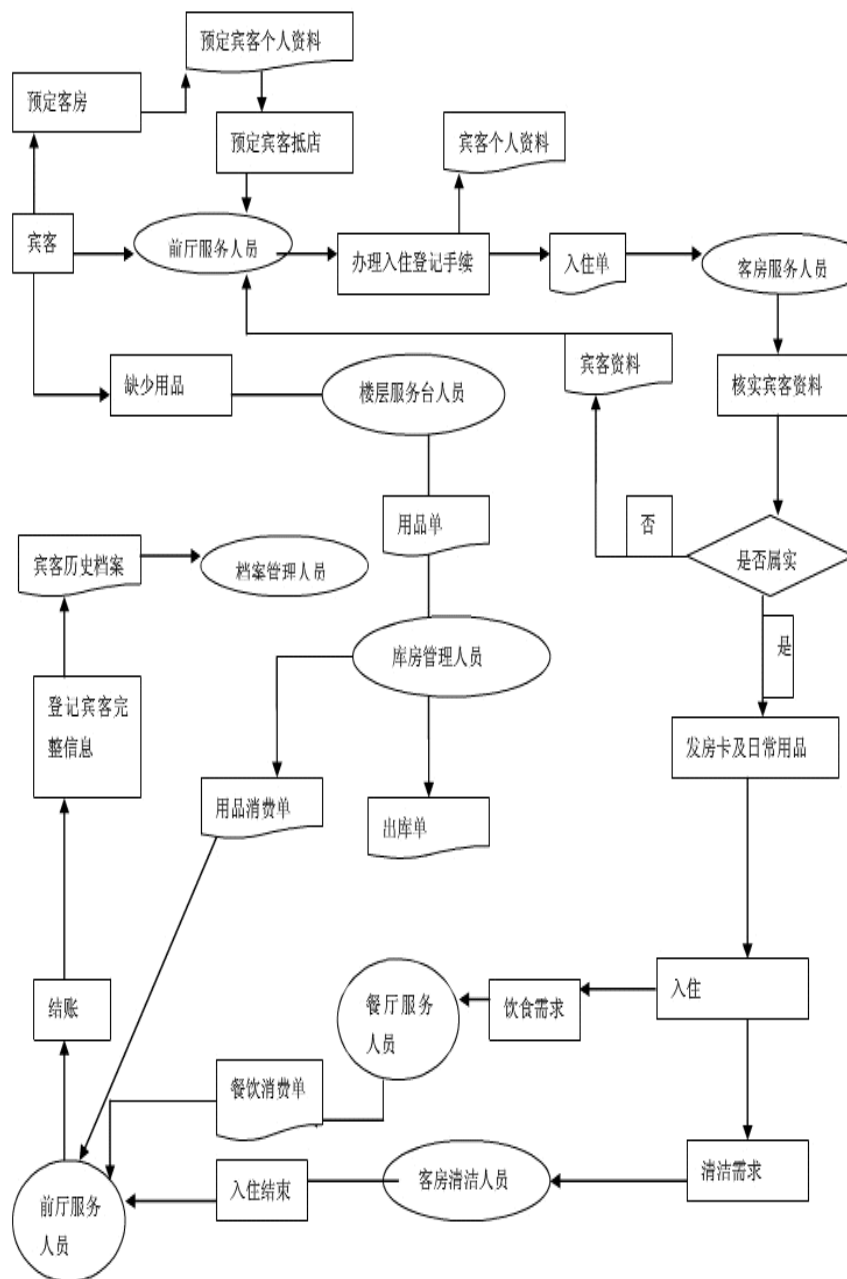 预定宾客个人资料
预定客房
预定宾客抵店
宾客个人资料
宾客
前厅服务人员
办理入住登记手续
入住单
客房服务人员
宾客资料
缺少用品
楼层服务台人员
核实宾客资料
用品单
否
是否属实
宾客历史档案
档案管理人员
是
库房管理人员
登记宾客完
整信息
发房卡及日常用品
用品消费单
出库单
结账
餐厅服务
人员
饮食需求
入住
餐饮消费单
客房清洁人员
清洁需求
入住结束
前厅服务
人员